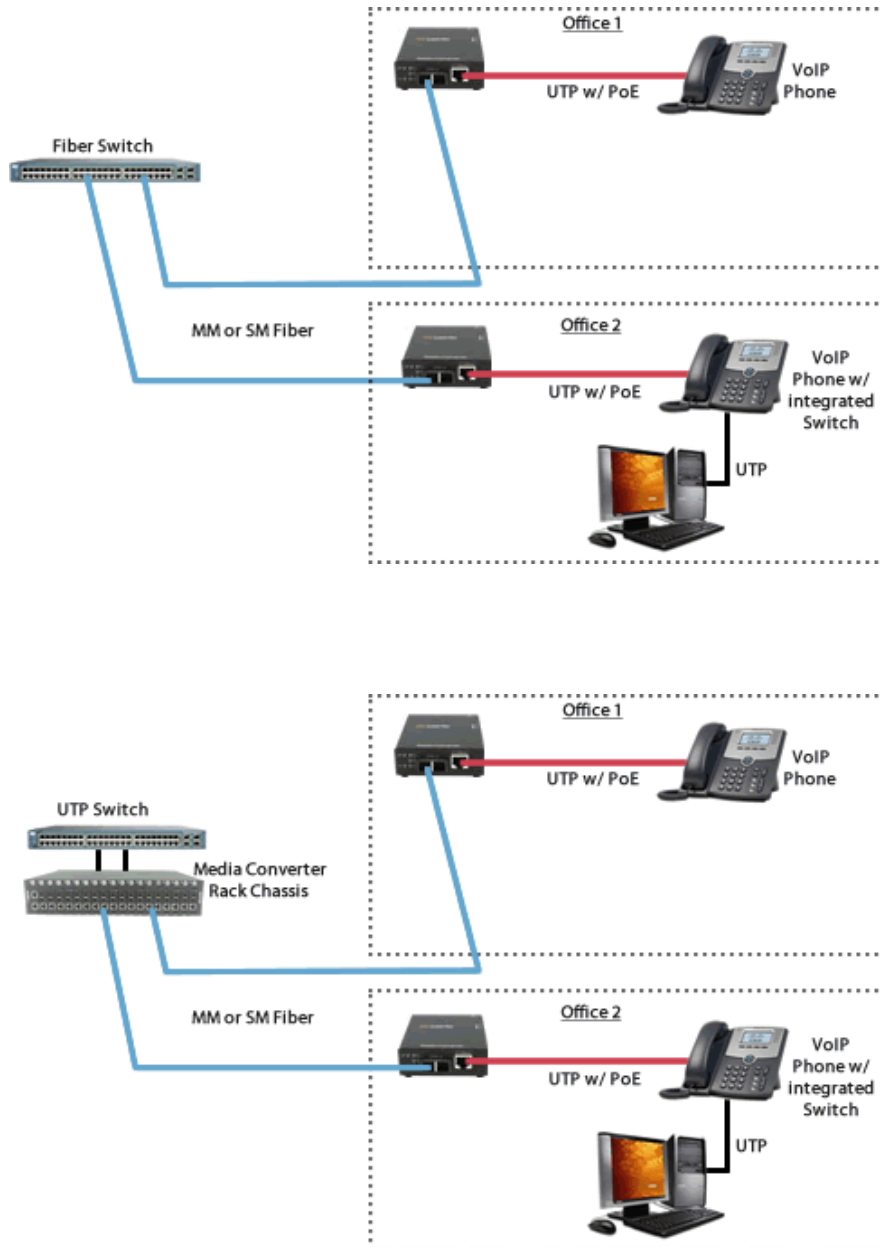 Office 1
VoIP
Phone
UTP w/ PoE
Fiber Switch
MM or SM Fiber
Office 2
VoIP
Phone w/
integrated
Switch
UTP w/ PoE
UTP
Office 1
VoIP
Phone
UTP w/ PoE
UTP Switch
Media Converter
Rack Chassis
MM or SM Fiber
Office 2
VoIP
Phone w/
integrated
Switch
UTP w/ PoE
UTP